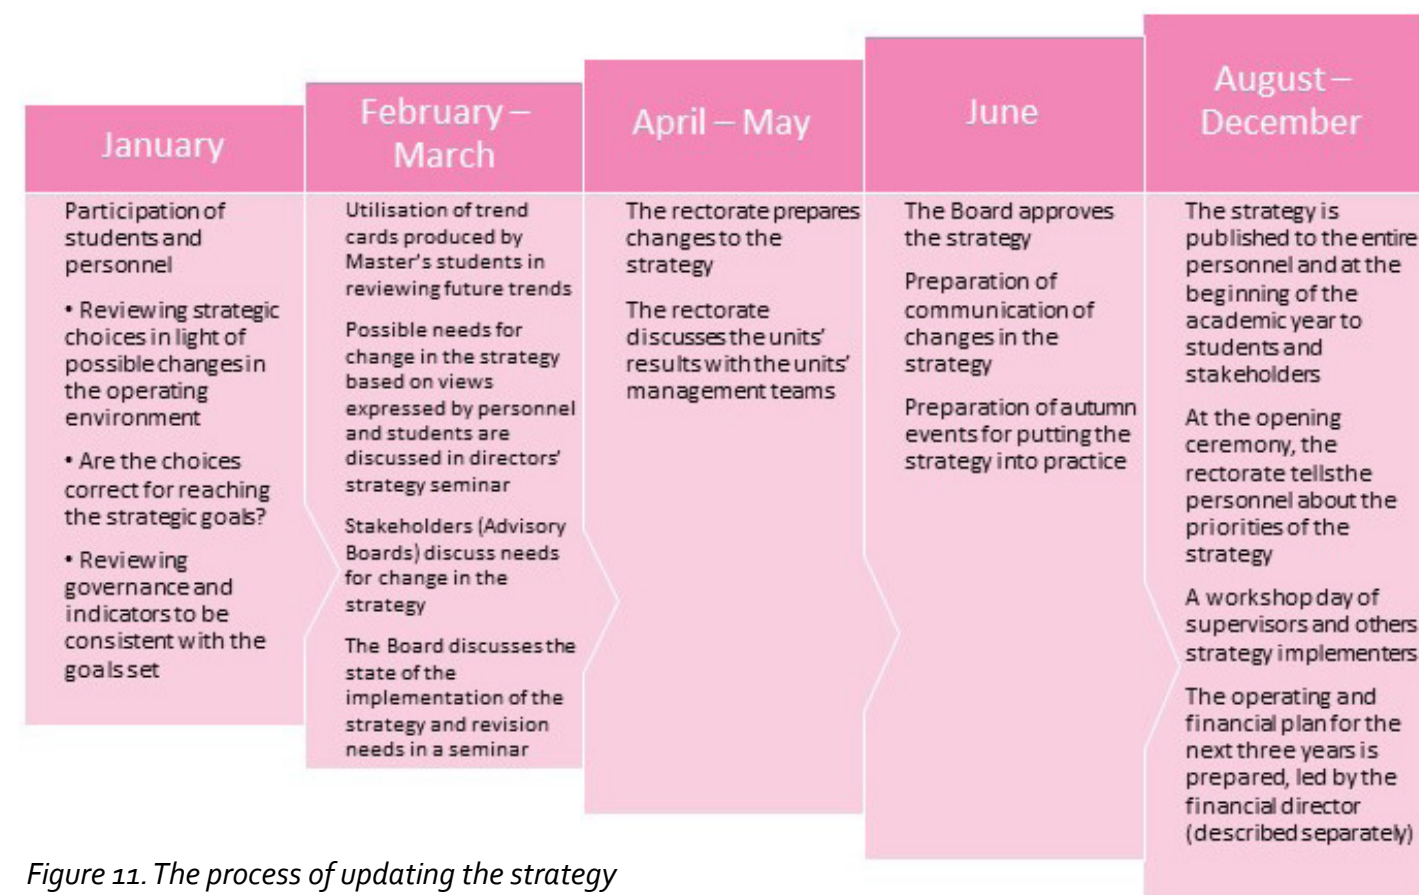 January
Participation of
students and
personnel
• Reviewing strategic
choices in light of
possible changes in
the operating
environment
• Are the choices
correct for reaching
the strategic goals?
• Reviewing
governance and
indicators to be
consistent with the
goals set
February –
March
Utilisation of trend
cards produced by
Master's students in
reviewing future trends
Possible needs for
change in the strategy
based on views
expressed by personnel
and students are
discussed in directors'
strategy seminar
Stakeholders (Advisory
Boards) discuss needs
for change in the
strategy
The Board discusses the
state of the
implementation of the
strategy and revision
needs in a seminar
April – May
The rectorate prepares
changes to the
strategy
The rectorate
discusses the units'
results with the units'
management teams
June
The Board approves
the strategy
Preparation of
communication of
changes in the
strategy
Preparation of autumn
events for putting the
strategy into practice
August –
December
The strategy is
published to the entire
personnel and at the
beginning of the
academic year to
students and
stakeholders
At the opening
ceremony, the
rectorate tells the
personnel about the
priorities of the
strategy
A workshop day of
supervisors and others
strategy implementers
The operating and
financial plan for the
next three years is
prepared, led by the
financial director
(described separately)
Figure 11. The process of updating the strategy